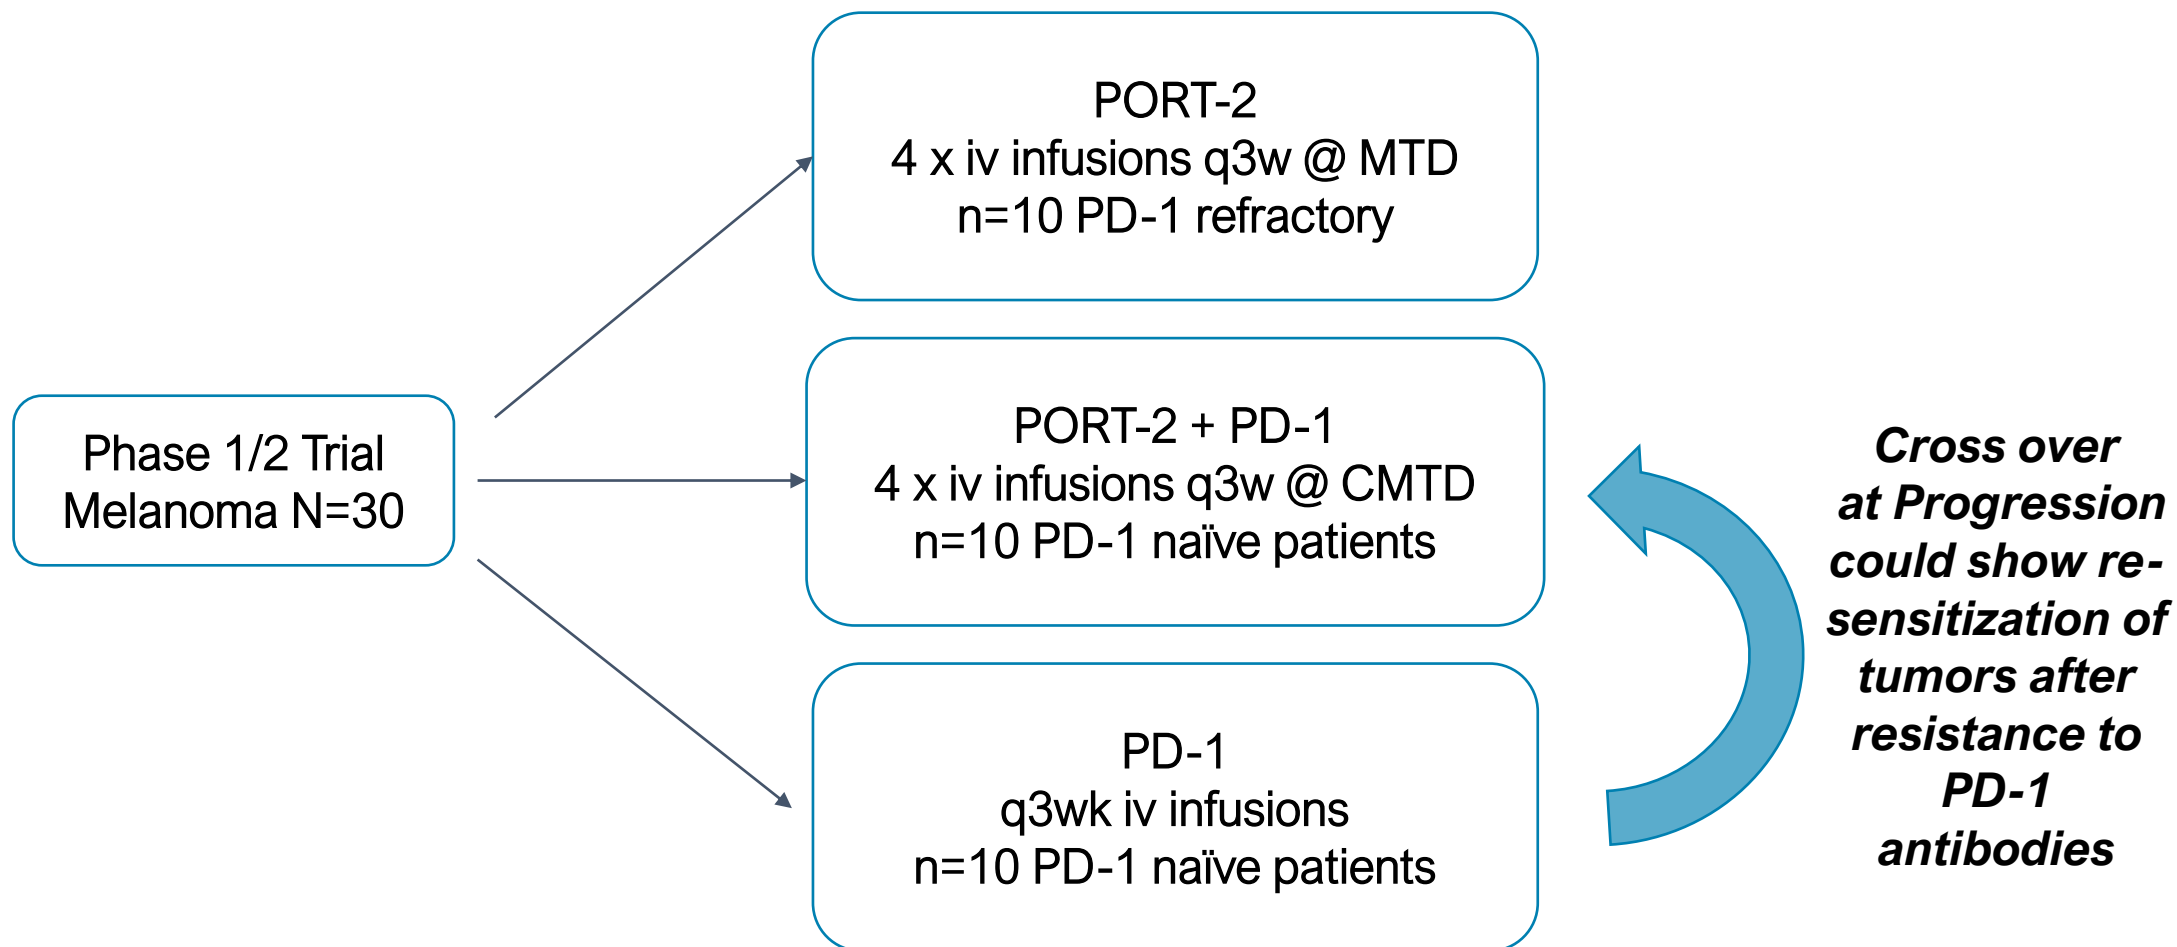 PORT-2
4 x iv infusions q3w @ MTD
n=10 PD-1 refractory
Phase 1/2 Trial
Melanoma N=30
PORT-2 + PD-1
4 x iv infusions q3w @ CMTD
n=10 PD-1 naïve patients
PD-1
q3wk iv infusions
n=10 PD-1 naïve patients
Cross over
at Progression
could show re-
sensitization of
tumors after
resistance to
PD-1
antibodies